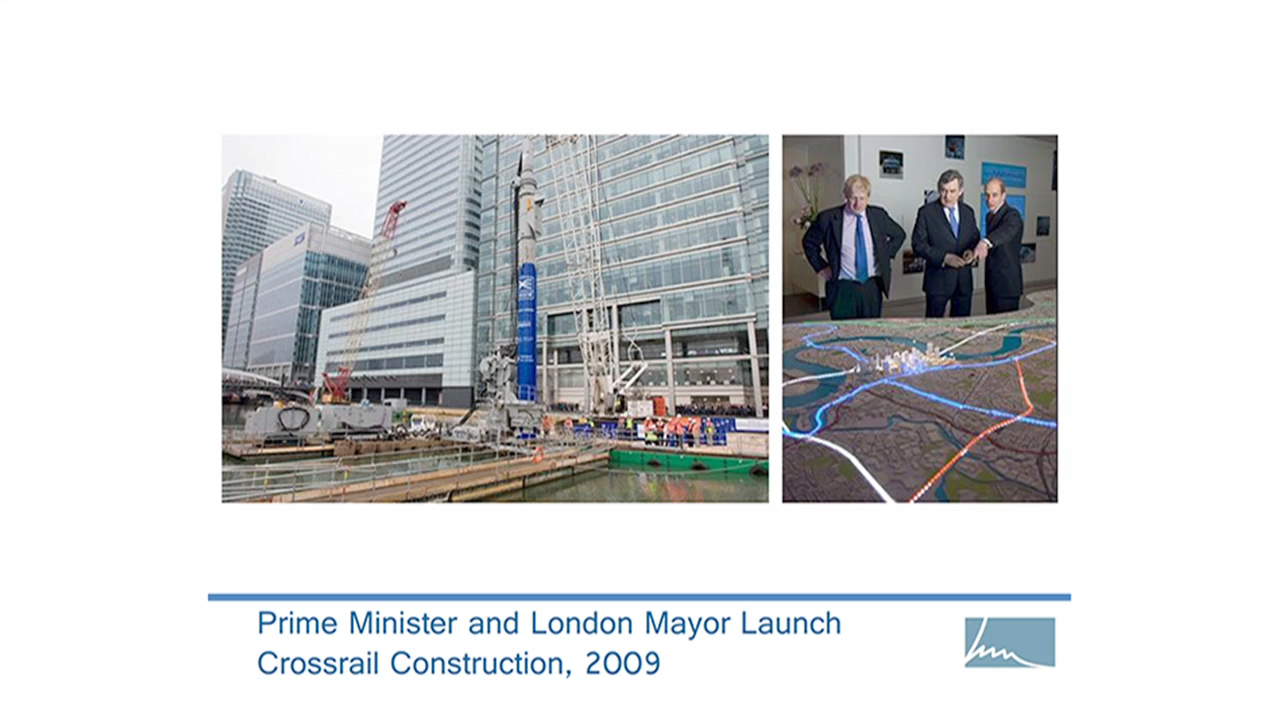 Prime Minister and London Mayor Launch
Crossrail Construction, 2009